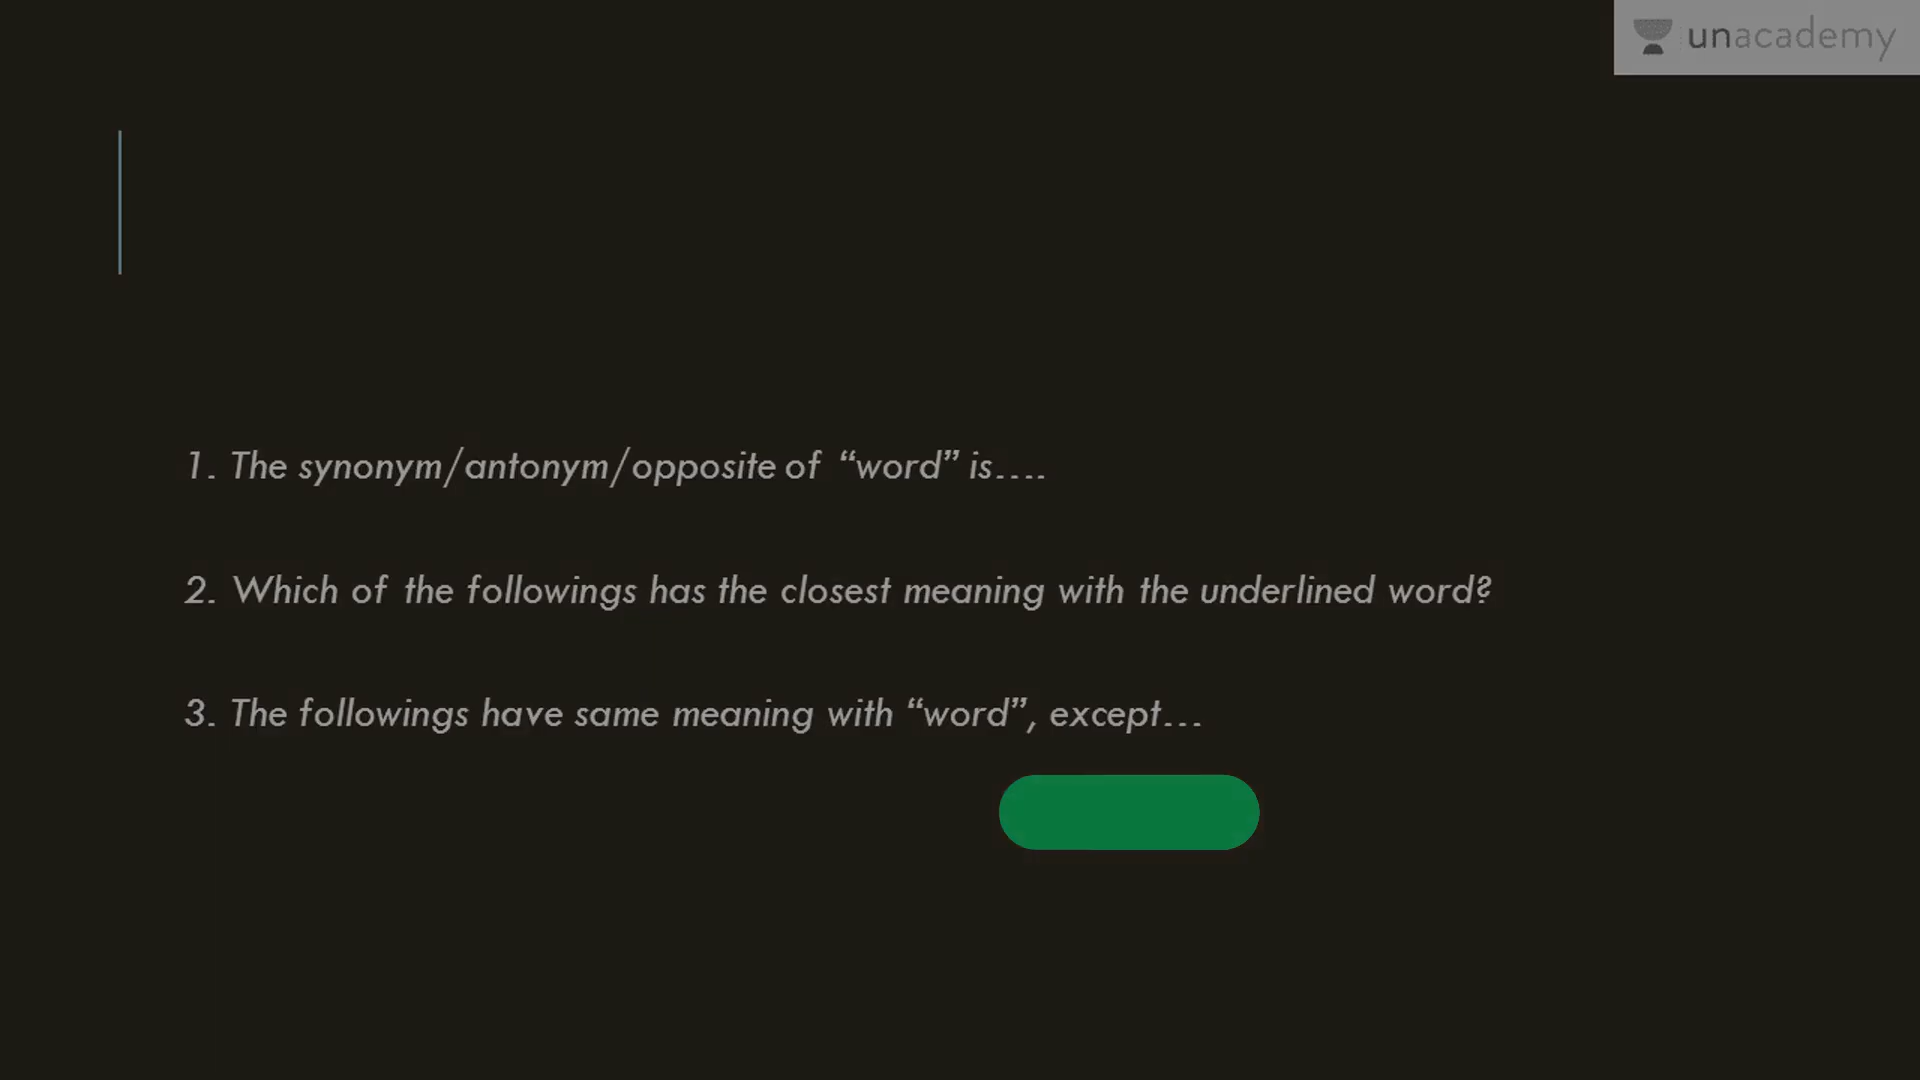 unacademy
1. The synonym/antonym/opposite of “word” is....
2. Which of the followings has the closest meaning with the underlined word?
3. The followings have same meaning with “word”, except...